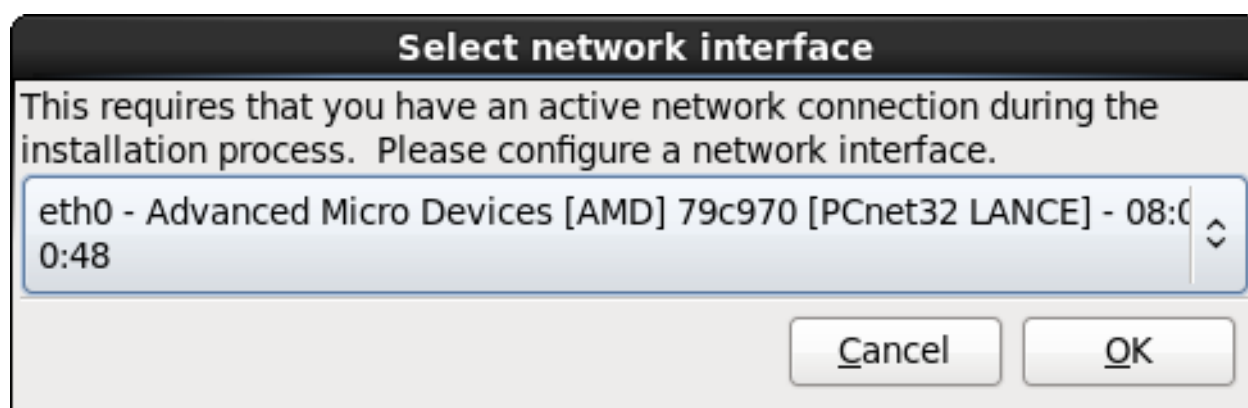 Select network interface
This requires that you have an active network connection during the
installation process.  Please configure a network interface.
eth0 - Advanced Micro Devices [AMD] 79c970 [PCnet32 LANCE] - 08:
0:48
Cancel
OK